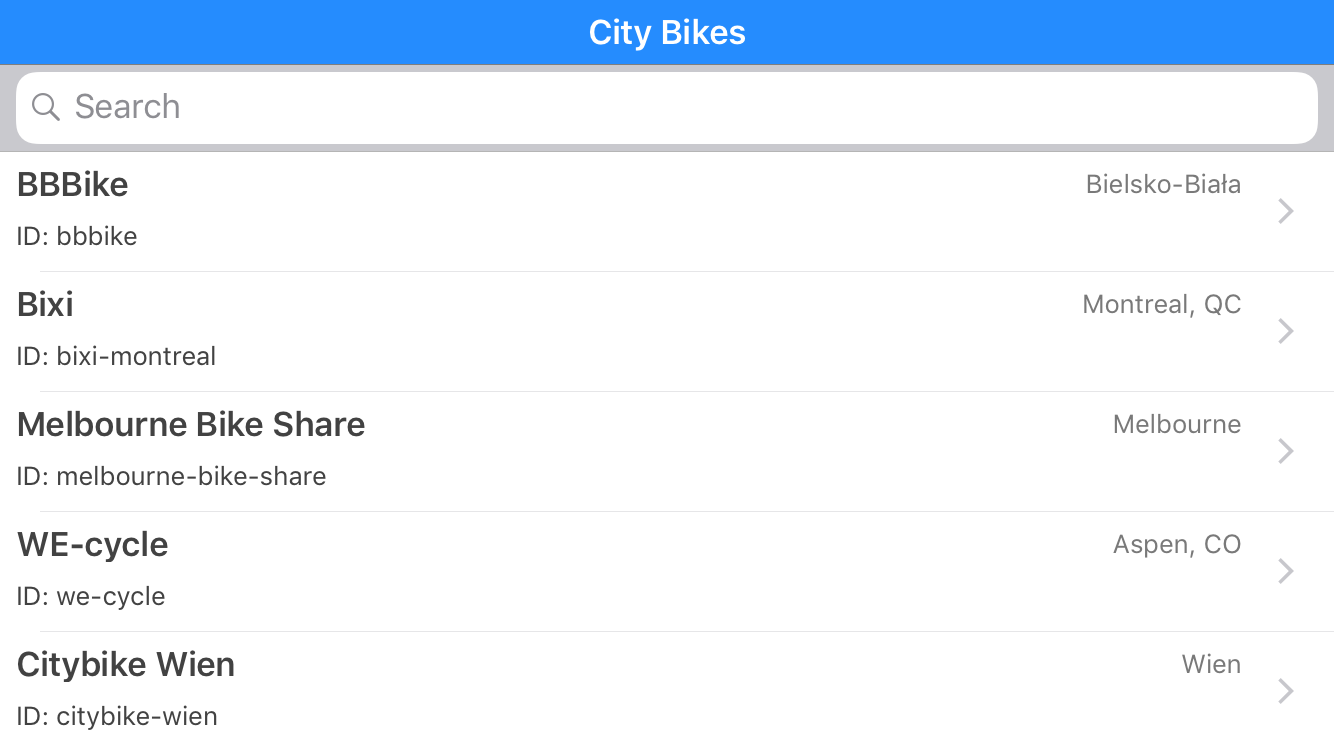 City Bikes
Search
BBBike
Bielsko-Biała
ID: bbbike
Bixi
Montreal, QC
ID: bixi-montreal
Melbourne Bike Share
Melbourne
ID: melbourne-bike-share
WE-cycle
Aspen, CO
ID: we-cycle
Citybike Wien
Wien
ID: citybike-wien